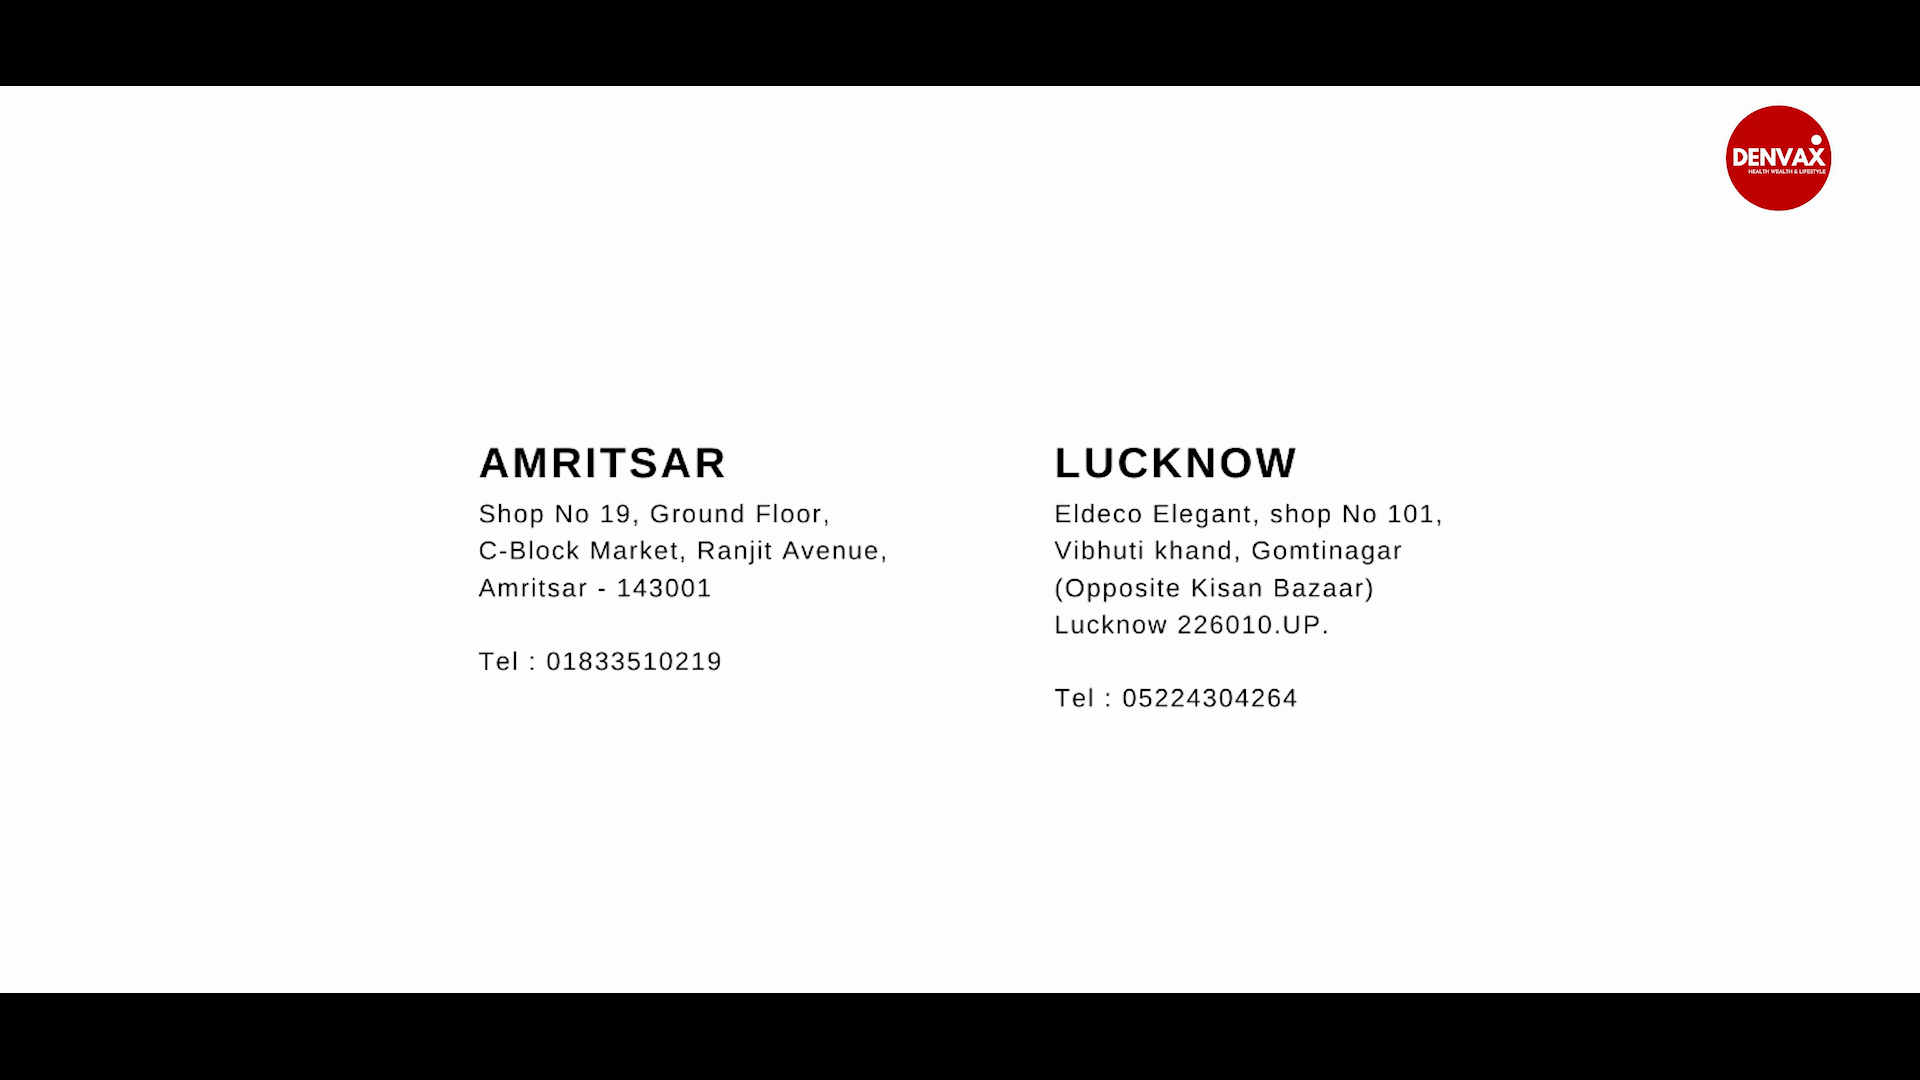 DENVAX
HEALTH WEALTH & LIFESTYLE
AMRITSAR
Shop No 19, Ground Floor,
C-Block Market, Ranjit Avenue,
Amritsar - 143001
Tel : 01833510219
LUCKNOW
Eldeco Elegant, shop No 101,
Vibhuti khand, Gomtinagar
(Opposite Kisan Bazaar)
Lucknow 226010.UP.
Tel : 05224304264